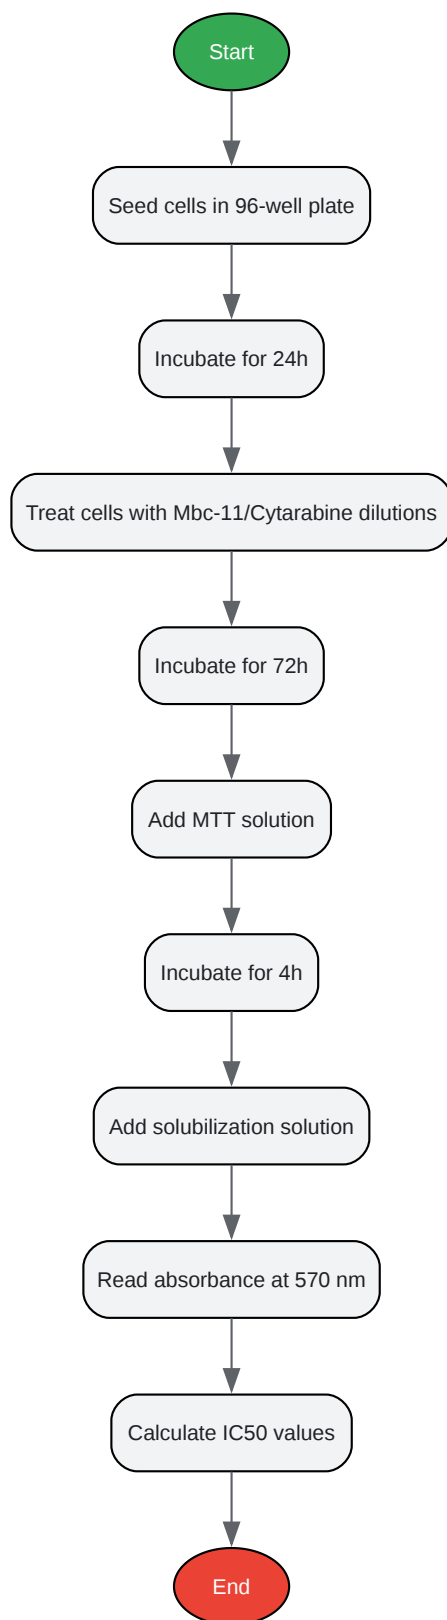 Start
Seed cells in 96-well plate
Incubate for 24h
Treat cells with Mbc-11/Cytarabine dilutions
Incubate for 72h
Add MTT solution
Incubate for 4h
Add solubilization solution
Read absorbance at 570 nm
Calculate IC50 values
End